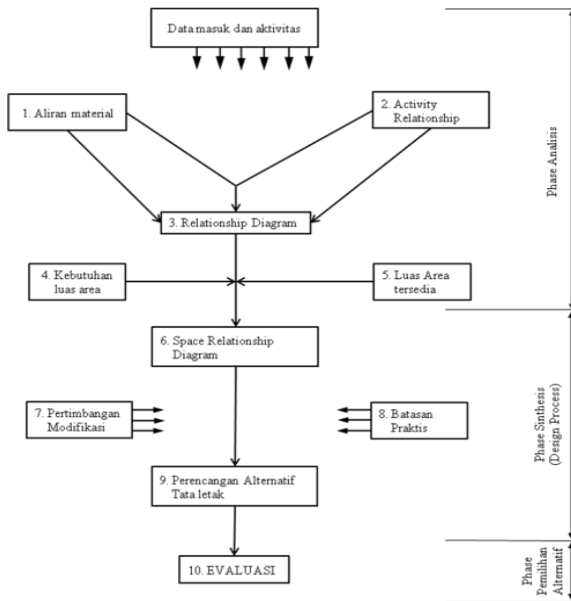 Data masuk dan aktivitas
1. Aliran material
2. Activity
Relationship
3. Relationship Diagram
4. Kebutuhan
luas area
5. Luas Area
tersedia
6. Space Relationship
Diagram
7. Pertimbangan
Modifikasi
8. Batasan
Praktis
9. Perencangan Alternatif
Tata letak
10. EVALUASI
Phase Analisis
Phase Sinthesis
(Design Process)
Phase
Pemilihan
Alternatif